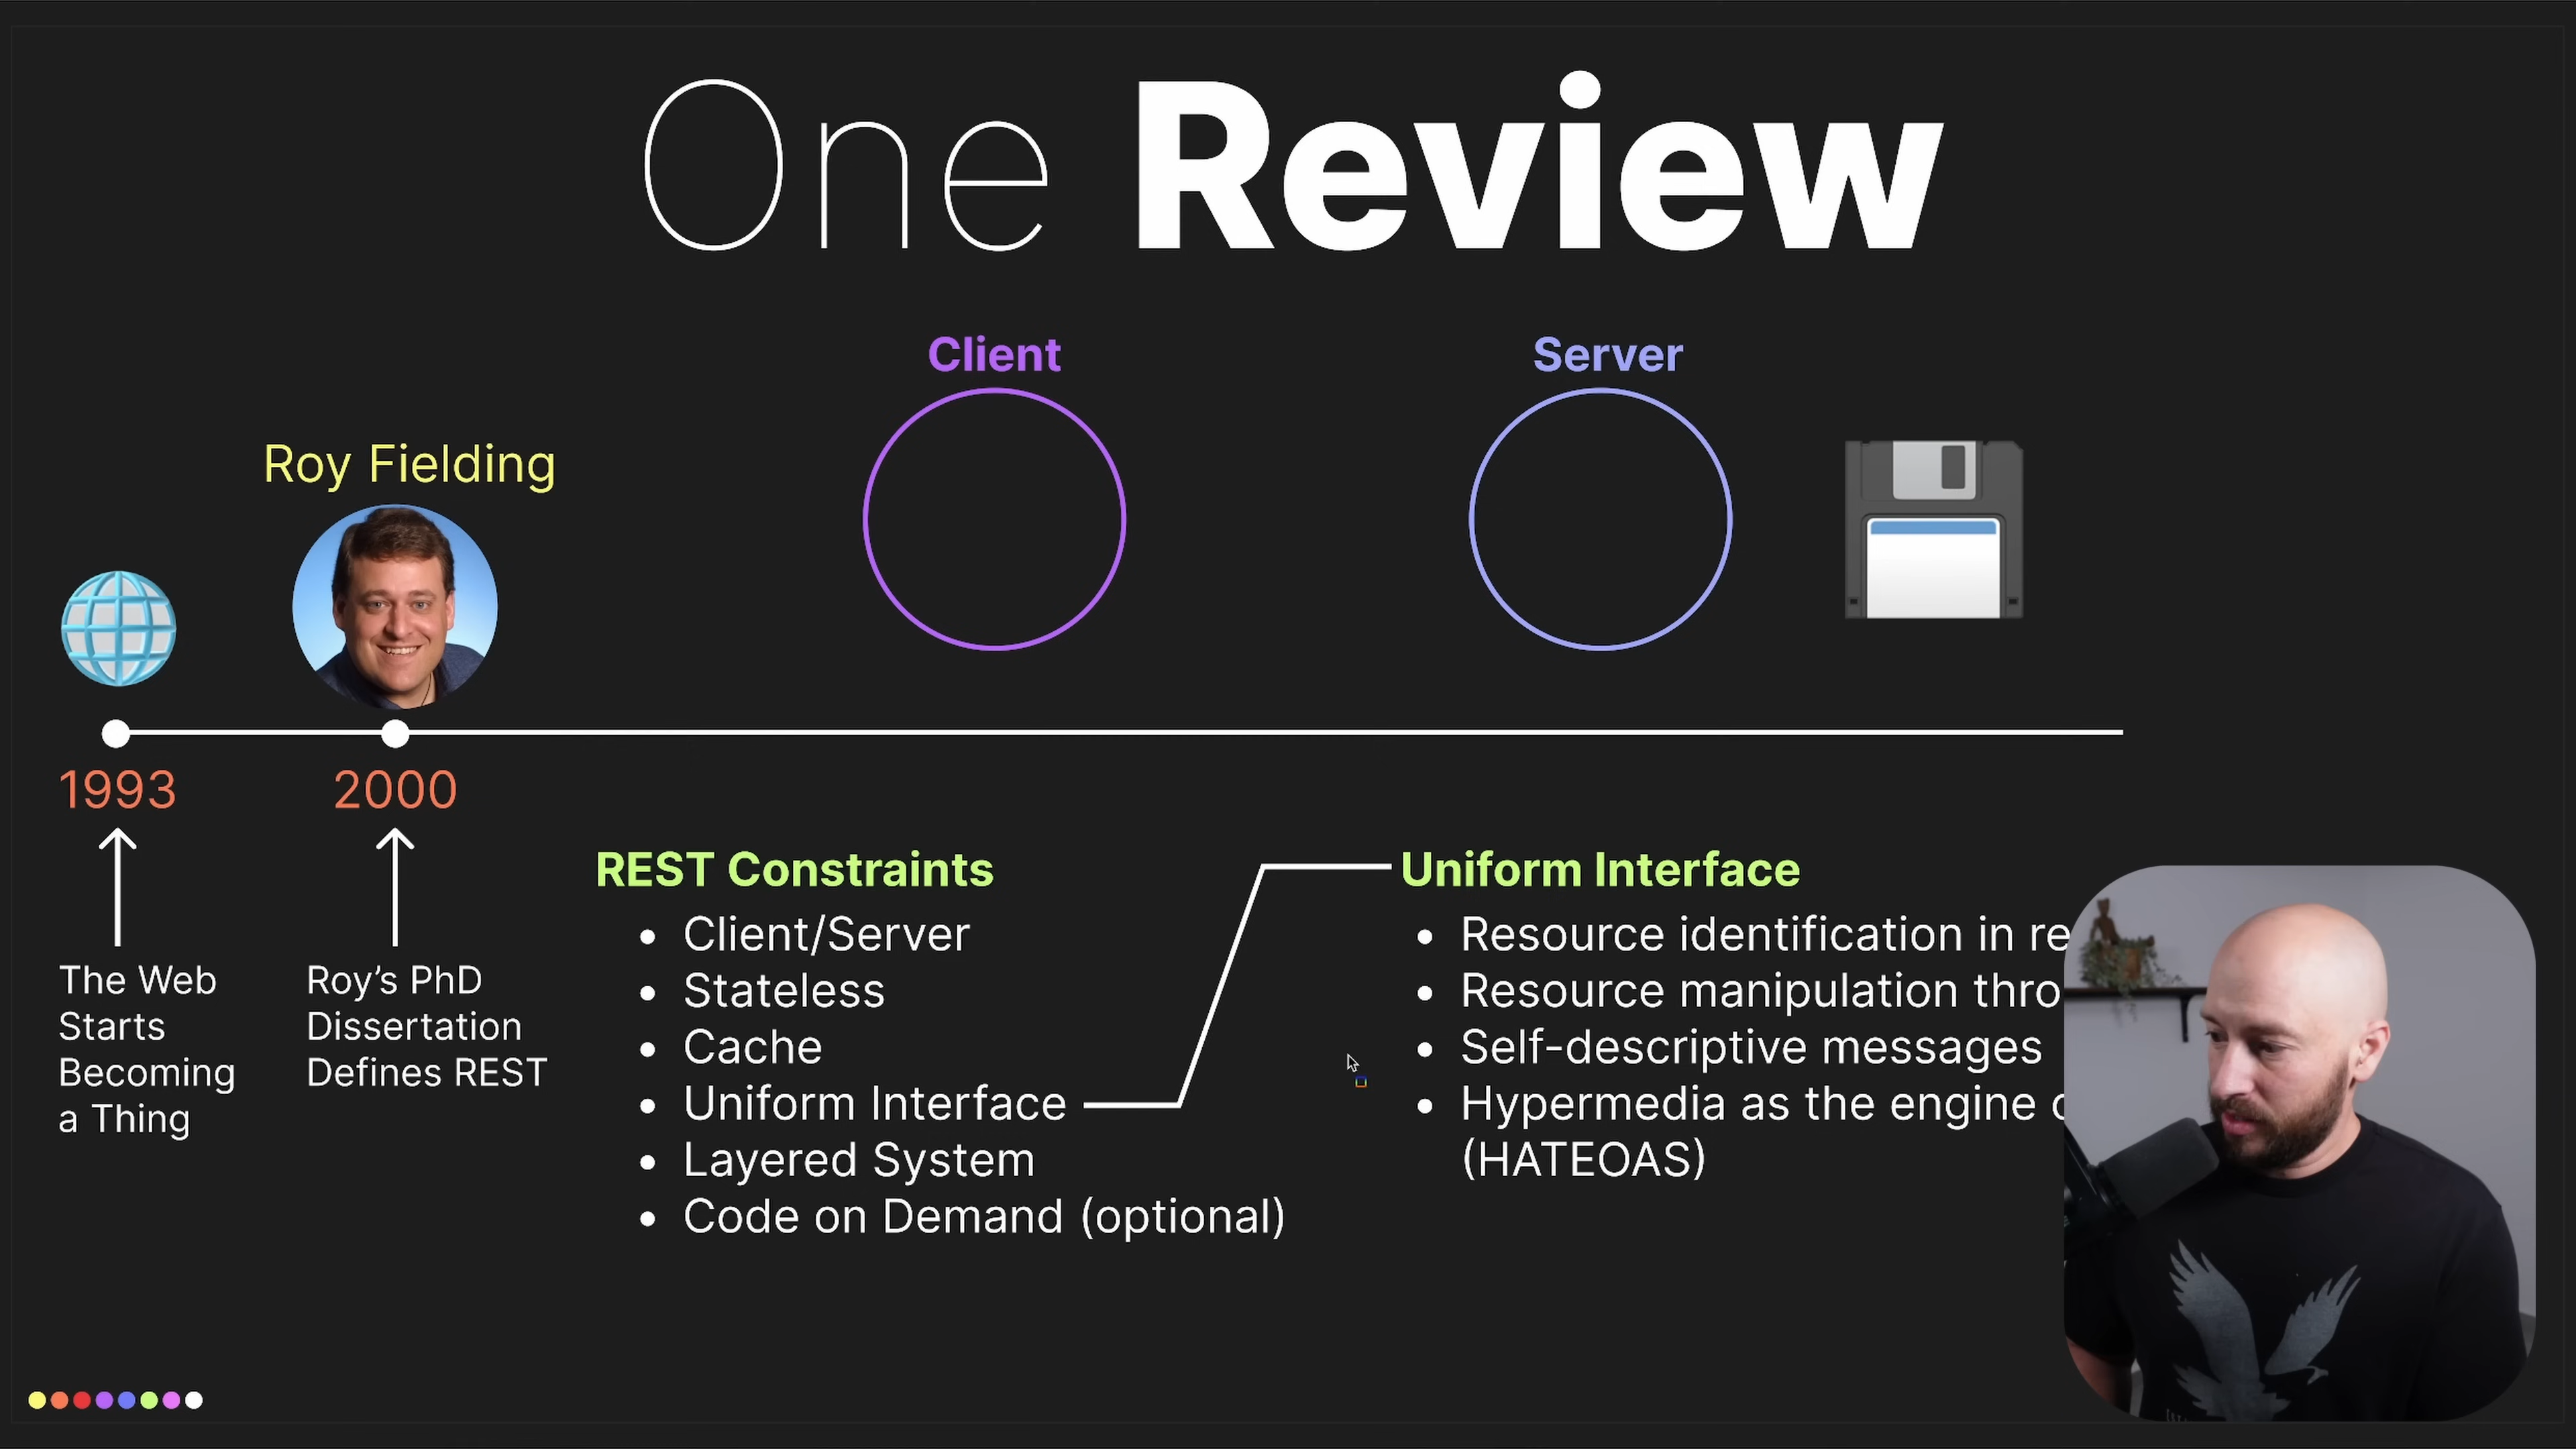 One Review
Client
Server
Roy Fielding
1993
2000
The Web
Starts
Becoming
a Thing
Roy’s PhD
Dissertation
Defines REST
REST Constraints
Client/Server
Stateless
Cache
Uniform Interface
Layered System
Code on Demand (optional)
Uniform Interface
Resource identification in
Resource manipulation
Self-descriptive messages
Hypermedia as the engine
(HATEOAS)